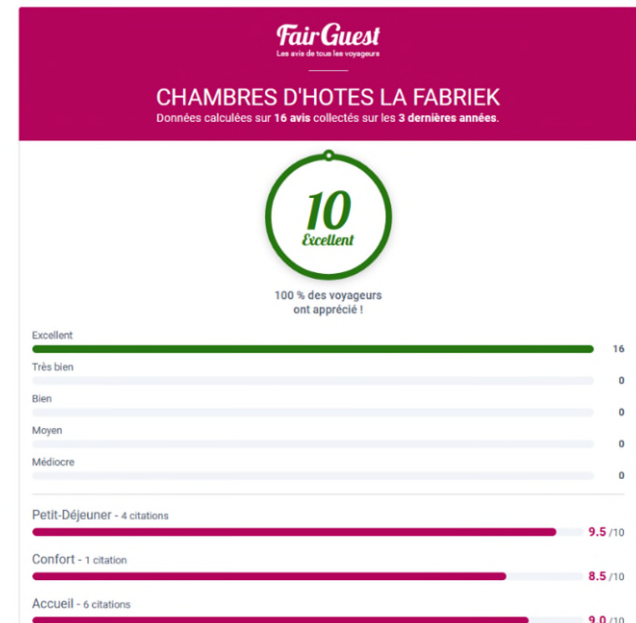 Fair Guest
Les avis de tous les voyageurs
CHAMBRES D'HOTES LA FABRIEK
Données calculées sur 16 avis collectés sur les 3 dernières années.
10
Excellent
100 % des voyageurs
ont apprécié !
Excellent
16
Très bien
0
Bien
0
Moyen
0
Médiocre
0
Petit-Déjeuner - 4 citations
9.5 /10
Confort - 1 citation
8.5 /10
Accueil - 6 citations
9.0 /10